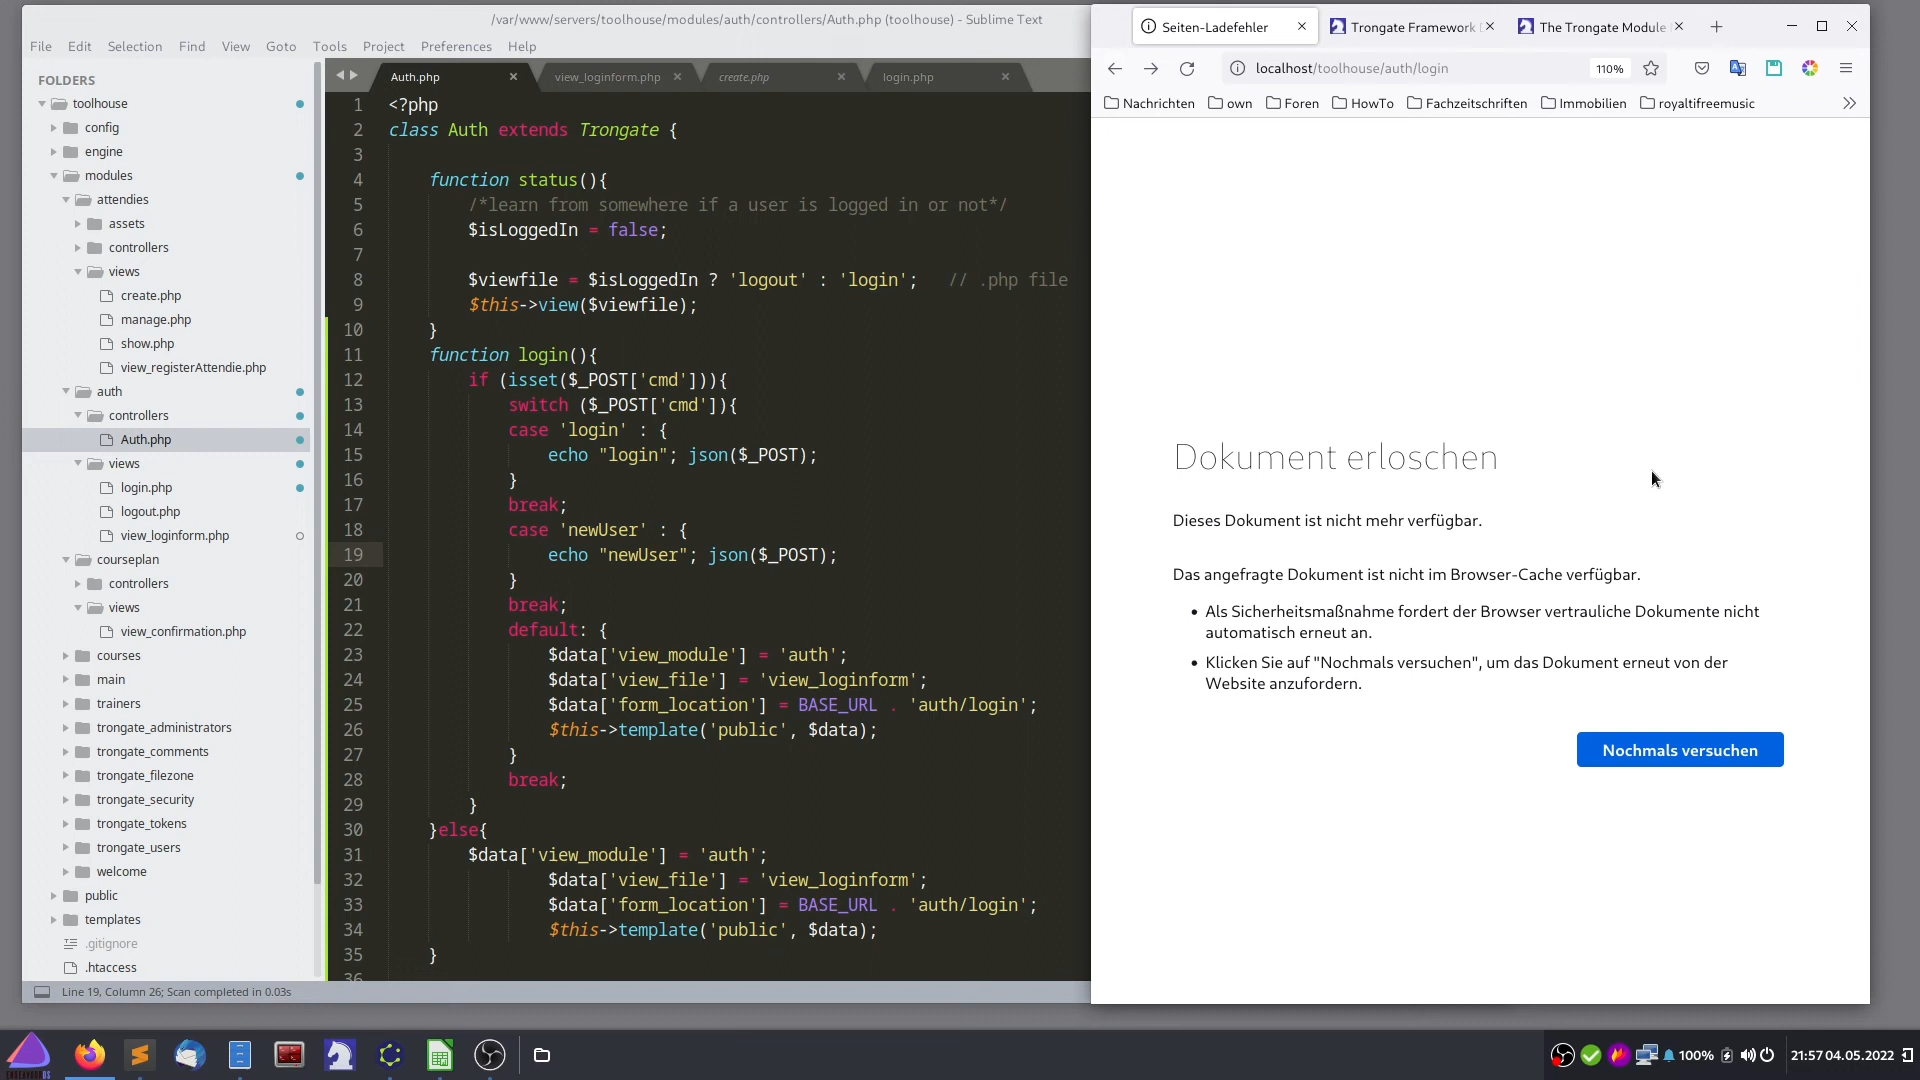 /var/www/servers/toolhouse/modules/auth/controllers/Auth.php (toolhouse) - Sublime Text
File Edit Selection Find View Goto Tools Project Preferences Help
FOLDERS
toolhouse
config
engine
modules
attendies
assets
controllers
views
create.php
manage.php
show.php
view_registerAttendie.php
auth
controllers
Auth.php
views
login.php
logout.php
view_loginform.php
courseplan
controllers
views
view_confirmation.php
courses
main
trainers
trongate_administrators
trongate_comments
trongate_filezone
trongate_security
trongate_tokens
trongate_users
welcome
public
templates
.gitignore
.htaccess
Auth.php view_loginform.php create.php login.php
1 <?php
2 class Auth extends Trongate {
3
4 function status(){
5 /*learn from somewhere if a user is logged in or not*/
6 $isLoggedIn = false;
7
8 $viewfile = $isLoggedIn ? 'logout' : 'login'; // .php file
9 $this->view($viewfile);
10 }
11 function login(){
12 if (isset($_POST['cmd'])){
13 switch ($_POST['cmd']){
14 case 'login' : {
15 echo "login"; json($_POST);
16 }
17 break;
18 case 'newUser' : {
19 echo "newUser"; json($_POST);
20 }
21 break;
22 default: {
23 $data['view_module'] = 'auth';
24 $data['view_file'] = 'view_loginform';
25 $data['form_location'] = BASE_URL . 'auth/login';
26 $this->template('public', $data);
27 }
28 break;
29 }
30 }else{
31 $data['view_module'] = 'auth';
32 $data['view_file'] = 'view_loginform';
33 $data['form_location'] = BASE_URL . 'auth/login';
34 $this->template('public', $data);
35 }
36
Line 19, Column 26; Scan completed in 0.03s
Seiten-Ladefehler Trongate Framework The Trongate Module
localhost/toolhouse/auth/login 110%
Nachrichten own Foren HowTo Fachzeitschriften Immobilien royaltifreemusic
Dokument erloschen
Dieses Dokument ist nicht mehr verfügbar.
Das angefragte Dokument ist nicht im Browser-Cache verfügbar.
• Als Sicherheitsmaßnahme fordert der Browser vertrauliche Dokumente nicht
automatisch erneut an.
• Klicken Sie auf "Nochmals versuchen", um das Dokument erneut von der
Website anzufordern.
Nochmals versuchen
100% 21:57 04.05.2022